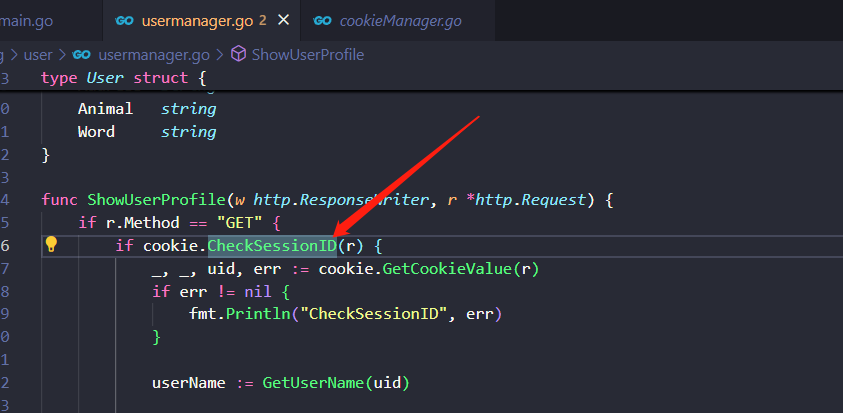 main.go usermanager.go 2 × cookieManager.go
g > user > usermanager.go > ShowUserProfile
3 type User struct {
0 Animal string
1 Word string
2 }
3
4 func ShowUserProfile(w http.ResponseWriter, r *http.Request) {
5 if r.Method == "GET" {
6 if cookie.CheckSessionID(r) {
7 _, _, uid, err := cookie.GetCookieValue(r)
8 if err != nil {
9 fmt.Println("CheckSessionID", err)
0 }
1
2 userName := GetUserName(uid)
3